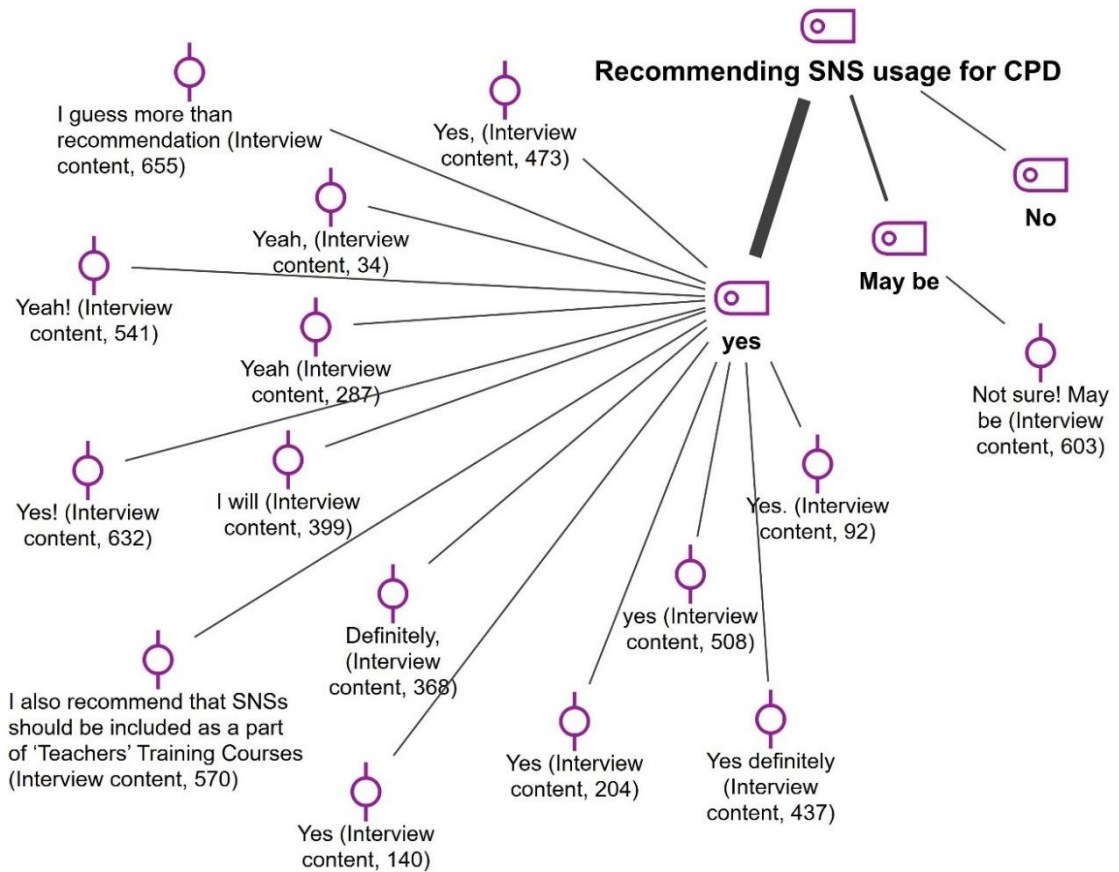 Recommending SNS usage for CPD
I guess more than
recommendation (Interview
content, 655)
Yes, (Interview
content, 473)
No
Yeah, (Interview
content, 34)
May be
Yeah! (Interview
content, 541)
yes
Yeah (Interview
content, 287)
Not sure! May
be (Interview
content, 603)
Yes! (Interview
content, 632)
I will (Interview
content, 399)
Yes. (Interview
content, 92)
Definitely,
(Interview
content, 368)
yes (Interview
content, 508)
I also recommend that SNSs
should be included as a part
of ‘Teachers’ Training Courses
(Interview content, 570)
Yes (Interview
content, 204)
Yes definitely
(Interview
content, 437)
Yes (Interview
content, 140)